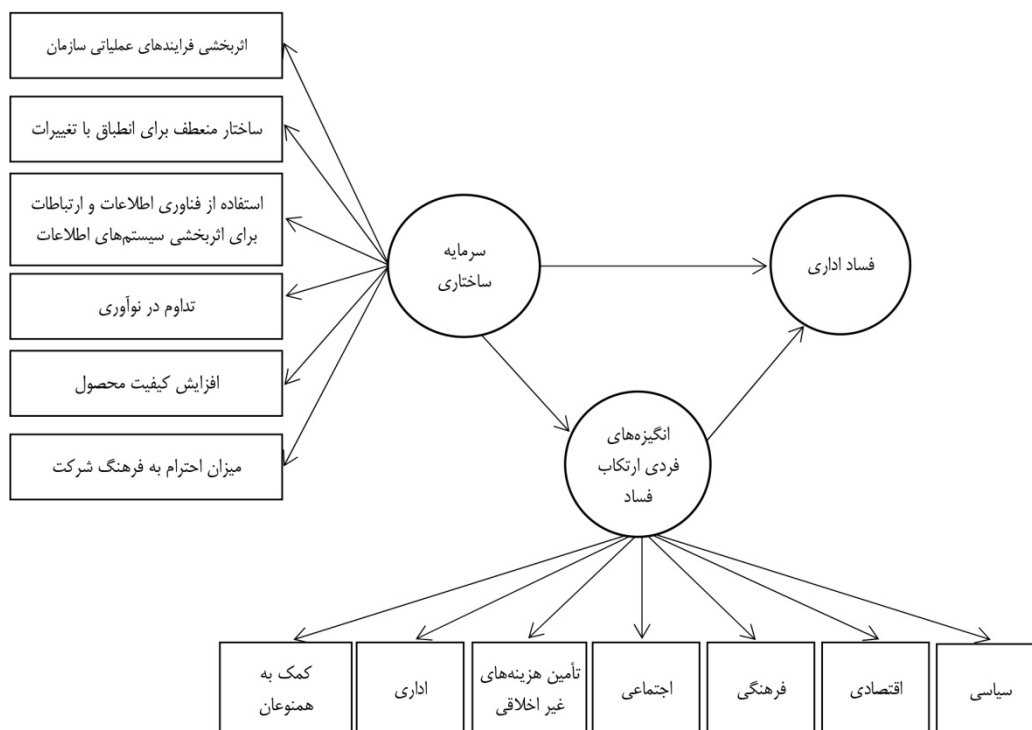 اثربخشی فرایندهای عملیاتی سازمان
ساختار منعطف برای انطباق با تغییرات
استفاده از فناوری اطلاعات و ارتباطات
برای اثربخشی سیستم‌های اطلاعات
تداوم در نوآوری
افزایش کیفیت محصول
میزان احترام به فرهنگ شرکت
سرمایه
ساختاری
فساد اداری
انگیزه‌های
فردی ارتکاب
فساد
سیاسی
اقتصادی
فرهنگی
اجتماعی
تأمین هزینه‌های
غیر اخلاقی
اداری
کمک به
همنوعان